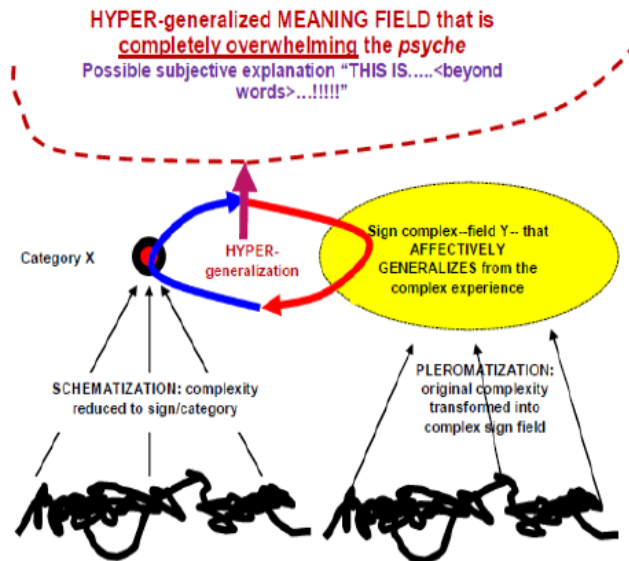 HYPER-generalized MEANING FIELD that is
completely overwhelming the psyche
Possible subjective explanation "THIS IS.....<beyond
words>...!!!!!"
Category X
HYPER-
generalization
Sign complex--field Y-- that
AFFECTIVELY
GENERALIZES from the
complex experience
SCHEMATIZATION: complexity
reduced to sign/category
PLEROMATIZATION:
original complexity
transformed into
complex sign field